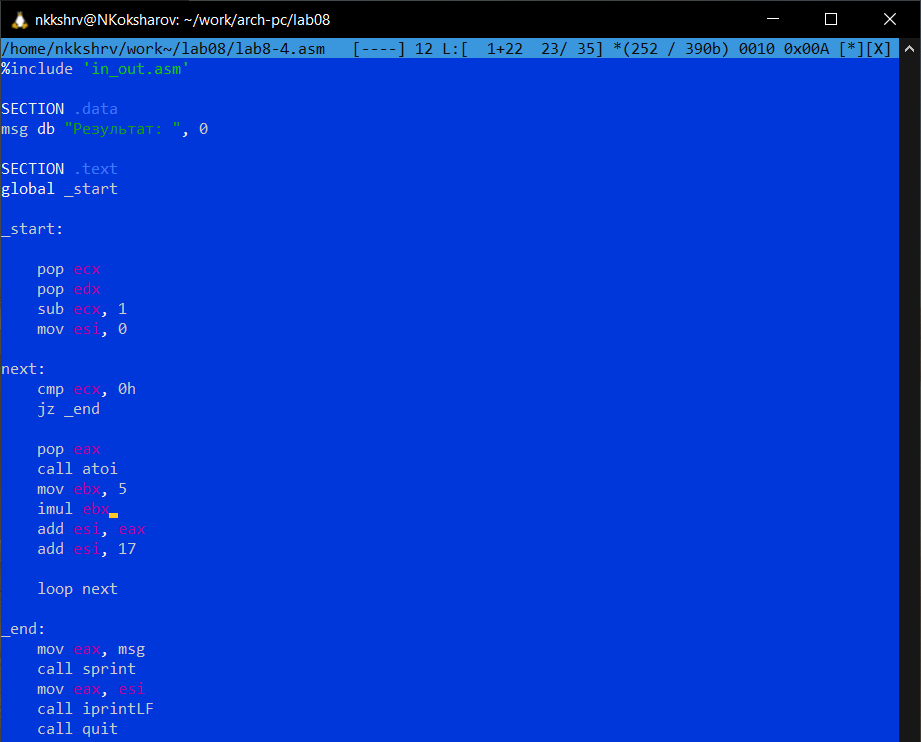 nkkshrv@NKoksharov: ~/work/arch-pc/lab08
/home/nkkshrv/work~/lab08/lab8-4.asm   [----] 12 L:[  1+22  23/ 35] *(252 / 390b) 0010 0x00A [*][X]
%include 'in_out.asm'

SECTION .data
msg db "Результат: ", 0

SECTION .text
global _start

_start:

    pop ecx
    pop edx
    sub ecx, 1
    mov esi, 0

next:
    cmp ecx, 0h
    jz _end

    pop eax
    call atoi
    mov ebx, 5
    imul ebx
    add esi, eax
    add esi, 17

    loop next

_end:
    mov eax, msg
    call sprint
    mov eax, esi
    call iprintLF
    call quit